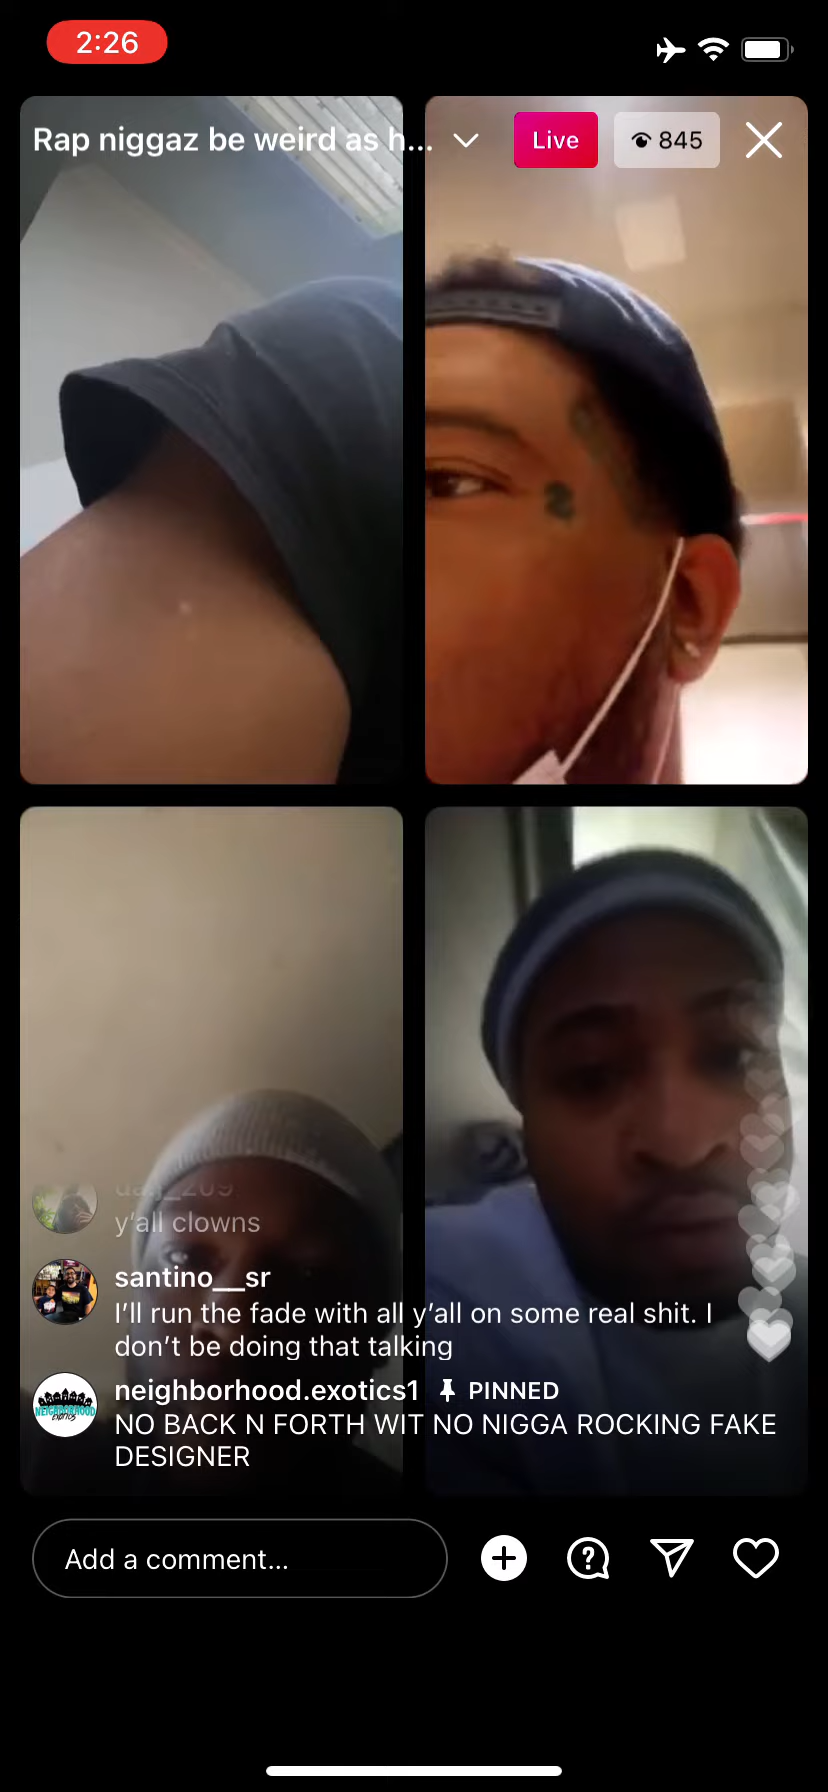 2:26
Rap niggaz be weird as h...
Live
845
y'all clowns
santino__sr
I'll run the fade with all y'all on some real shit. I
don't be doing that talking
neighborhood.exotics1 PINNED
NO BACK N FORTH WIT NO NIGGA ROCKING FAKE
DESIGNER
NEIGHBORHOOD
exotics
Add a comment...